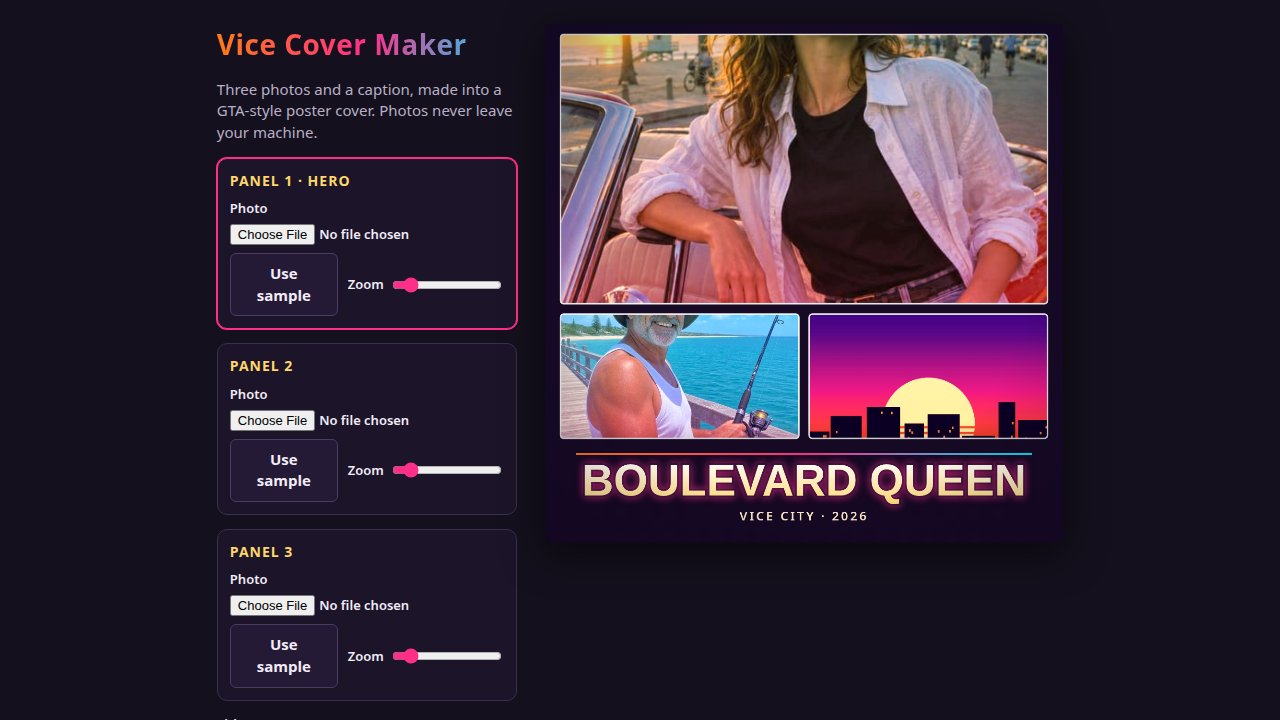 Vice Cover Maker
Three photos and a caption, made into a
GTA-style poster cover. Photos never leave
your machine.
PANEL 1 · HERO
Photo
Choose File No file chosen
Use
sample
Zoom
PANEL 2
Photo
Choose File No file chosen
Use
sample
Zoom
PANEL 3
Photo
Choose File No file chosen
Use
sample
Zoom
BOULEVARD QUEEN
VICE CITY · 2026